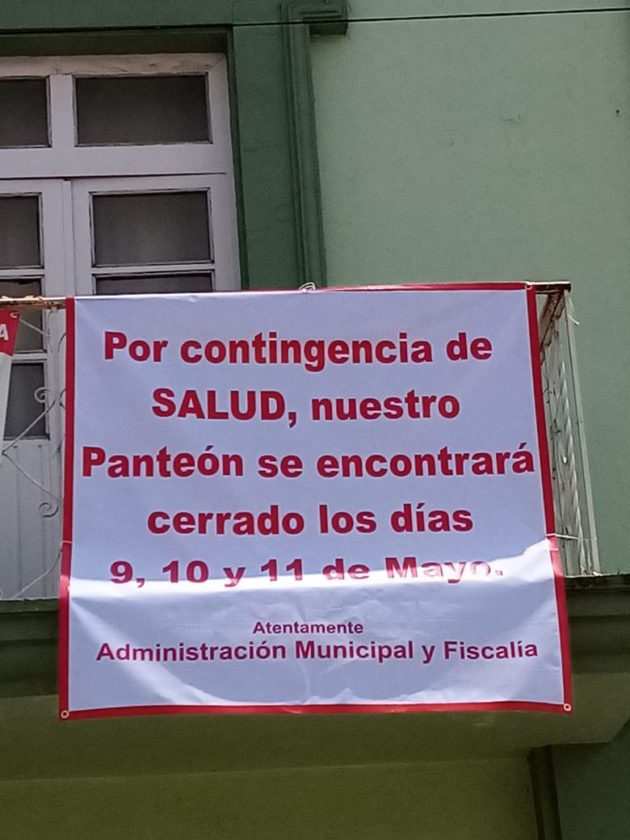 A
Por contingencia de
SALUD, nuestro
Panteón se encontrará
cerrado los días
9, 10 y 11 de Mayo.
Atentamente
Administración Municipal y Fiscalía